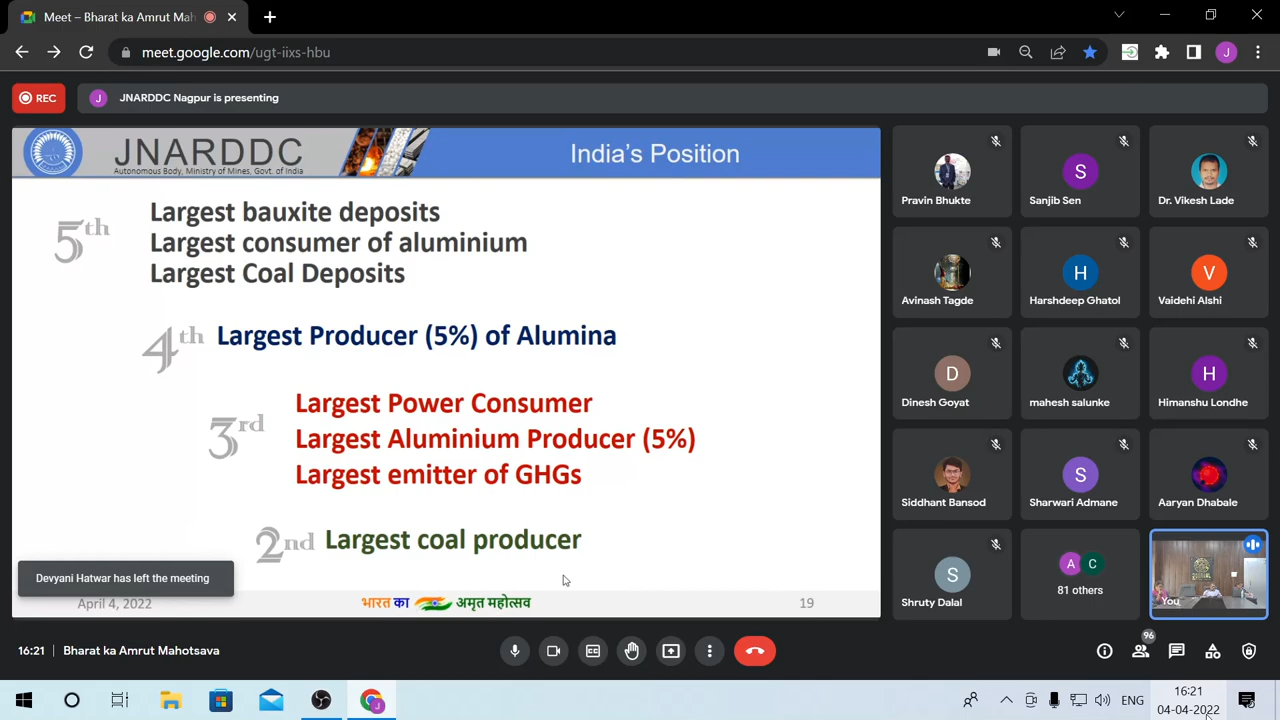 Meet – Bharat ka Amrut Mah
meet.google.com/ugt-iixs-hbu
J
REC
J
JNARDDC Nagpur is presenting
JNARDDC
Autonomous Body, Ministry of Mines, Govt. of India
India's Position
5th
Largest bauxite deposits
Largest consumer of aluminium
Largest Coal Deposits
4th Largest Producer (5%) of Alumina
3rd
Largest Power Consumer
Largest Aluminium Producer (5%)
Largest emitter of GHGs
2nd Largest coal producer
Devyani Hatwar has left the meeting
April 4, 2022
भारत का अमृत महोत्सव
19
Pravin Bhukte
S
Sanjib Sen
Dr. Vikesh Lade
Avinash Tagde
H
Harshdeep Ghatol
V
Vaidehi Alshi
D
Dinesh Goyat
mahesh salunke
H
Himanshu Londhe
Siddhant Bansod
S
Sharwari Admane
Aaryan Dhabale
S
Shruty Dalal
A C
81 others
You
16:21 Bharat ka Amrut Mahotsava
96
ENG
16:21
04-04-2022